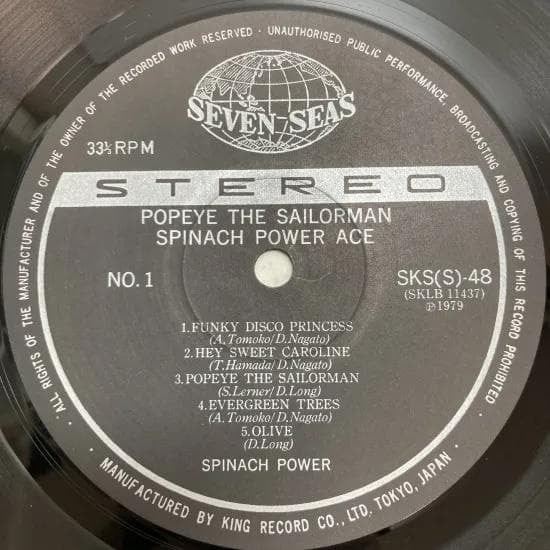 · ALL RIGHTS OF THE MANUFACTURER AND OF THE OWNER OF THE RECORDED WORK RESERVED · UNAUTHORISED PUBLIC PERFORMANCE, BROADCASTING AND COPYING OF THIS RECORD PROHIBITED ·
SEVEN SEAS
33⅓ RPM
STEREO
POPEYE THE SAILORMAN
SPINACH POWER ACE
NO. 1
SKS(S)-48
(SKLB 11437)
℗1979
1.FUNKY DISCO PRINCESS
(A.Tomoko/D.Nagato)
2.HEY SWEET CAROLINE
(T.Hamada/D.Nagato)
3.POPEYE THE SAILORMAN
(S.Lerner/D.Long)
4.EVERGREEN TREES
(A.Tomoko/D.Nagato)
5.OLIVE
(D.Long)
SPINACH POWER
MANUFACTURED BY KING RECORD CO., LTD. TOKYO, JAPAN